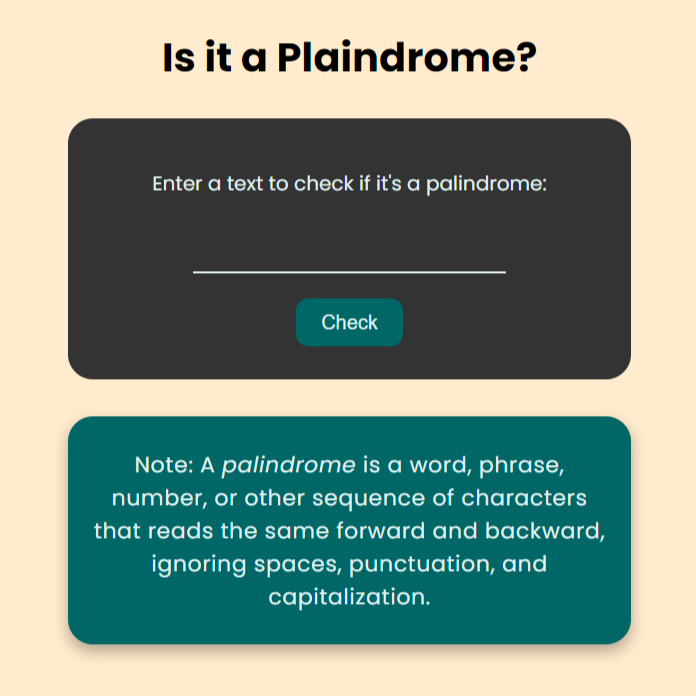 Is it a Plaindrome?
Enter a text to check if it's a palindrome:
Check
Note: A palindrome is a word, phrase,
number, or other sequence of characters
that reads the same forward and backward,
ignoring spaces, punctuation, and
capitalization.